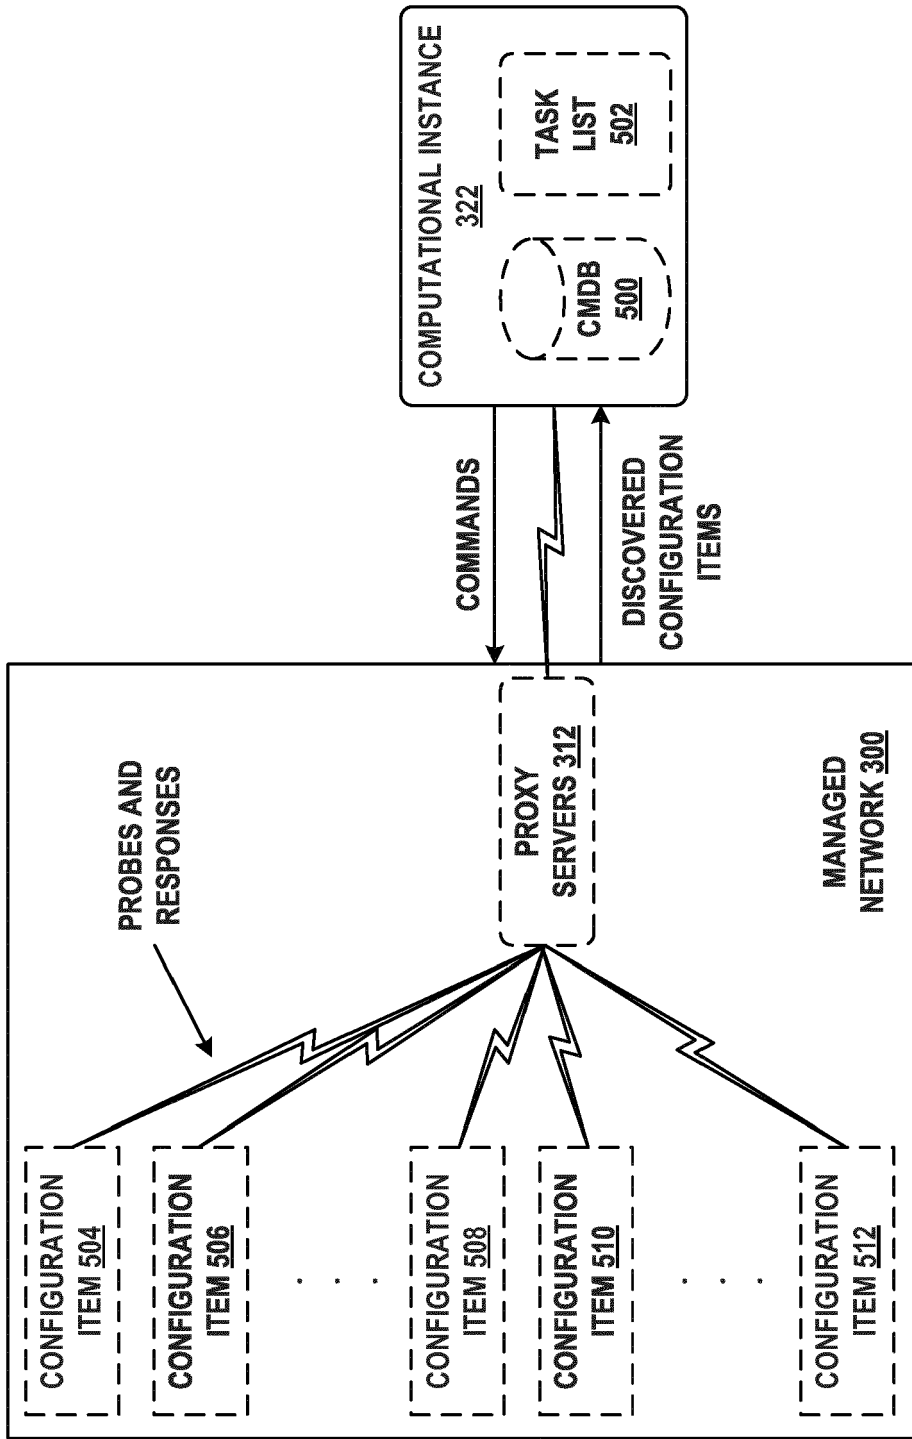 COMPUTATIONAL INSTANCE
322
CMDB
500
TASK
LIST
502
COMMANDS
DISCOVERED
CONFIGURATION
ITEMS
PROBES AND
RESPONSES
PROXY
SERVERS 312
MANAGED
NETWORK 300
CONFIGURATION
ITEM 504
CONFIGURATION
ITEM 506
CONFIGURATION
ITEM 508
CONFIGURATION
ITEM 510
CONFIGURATION
ITEM 512